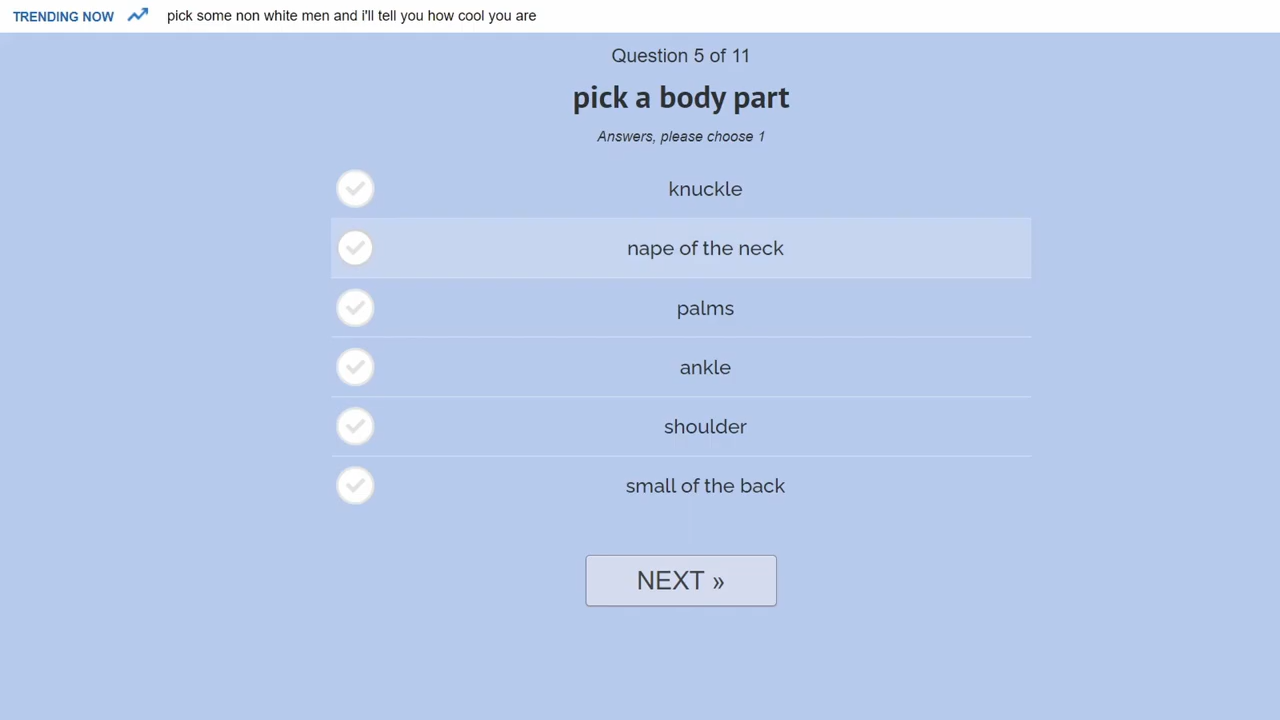 TRENDING NOW pick some non white men and i'll tell you how cool you are
Question 5 of 11
pick a body part
Answers, please choose 1
knuckle
nape of the neck
palms
ankle
shoulder
small of the back
NEXT »